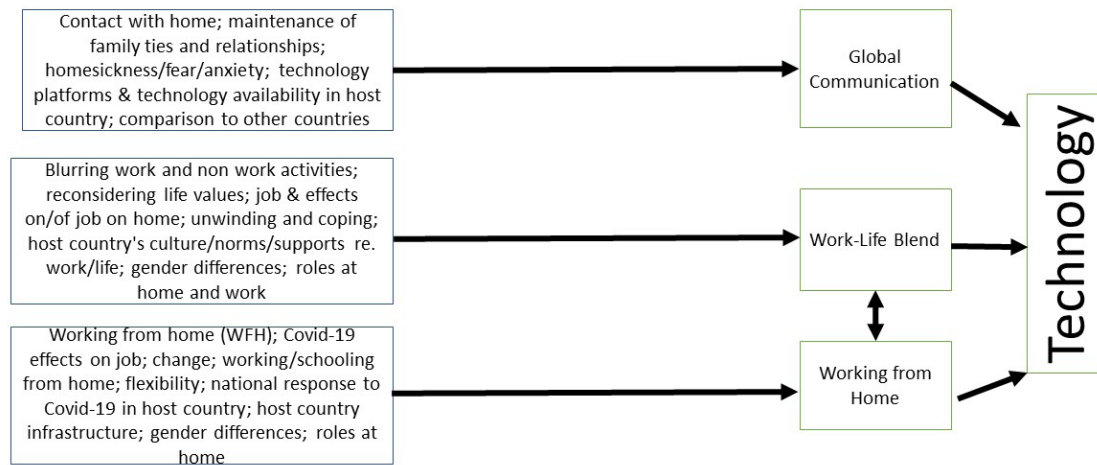 Contact with home; maintenance of
family ties and relationships;
homesickness/fear/anxiety; technology
platforms & technology availability in host
country; comparison to other countries
Global
Communication
Blurring work and non work activities;
reconsidering life values; job & effects
on/of job on home; unwinding and coping;
host country's culture/norms/supports re.
work/life; gender differences; roles at
home and work
Work-Life Blend
Working from home (WFH); Covid-19
effects on job; change; working/schooling
from home; flexibility; national response to
Covid-19 in host country; host country
infrastructure; gender differences; roles at
home
Working from
Home
Technology